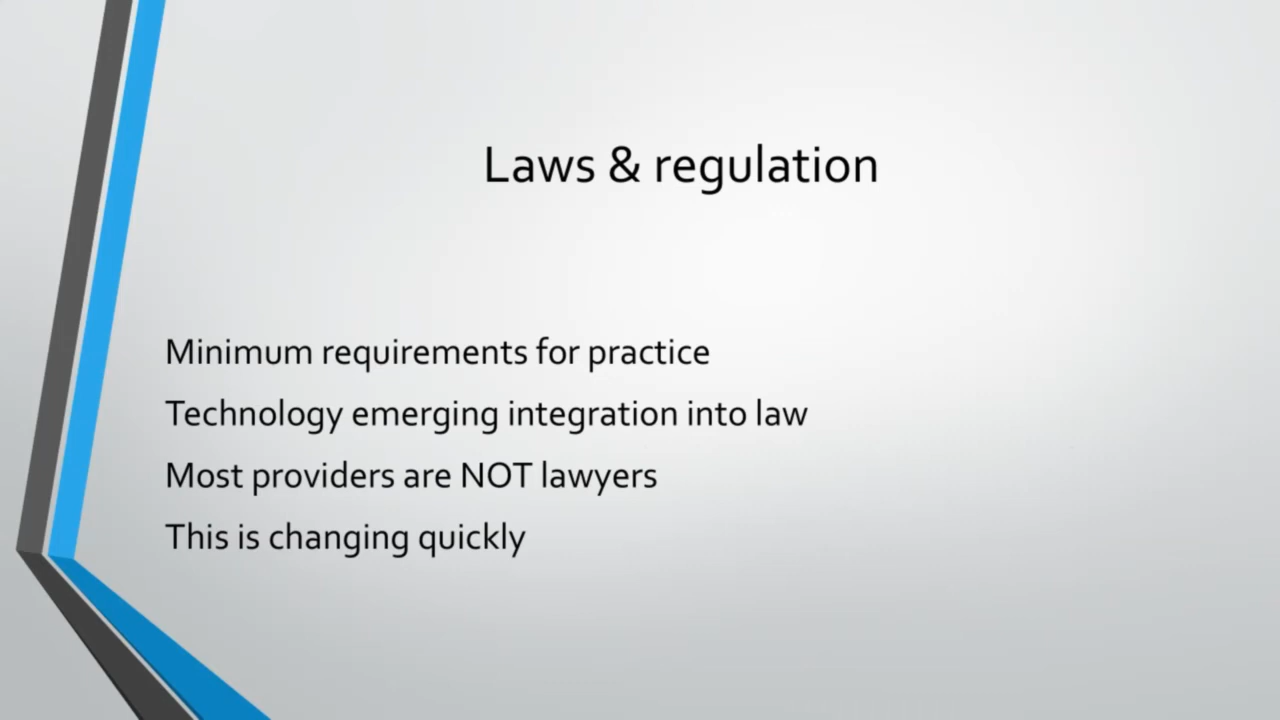 Laws & regulation
Minimum requirements for practice
Technology emerging integration into law
Most providers are NOT lawyers
This is changing quickly